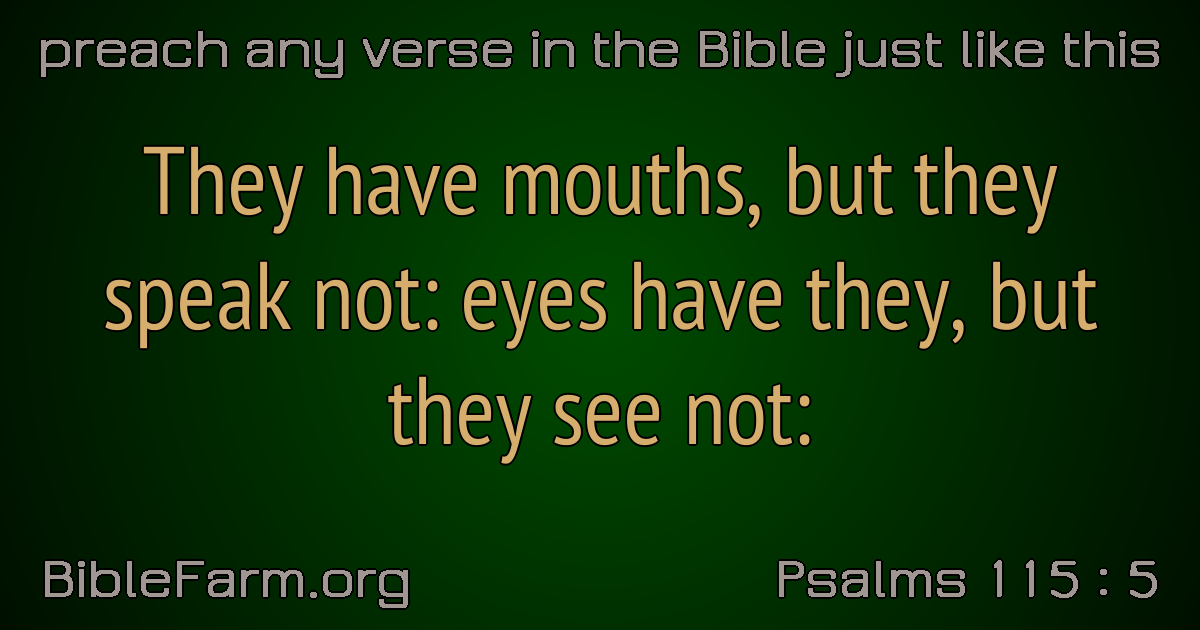 preach any verse in the Bible just like this
They have mouths, but they
speak not: eyes have they, but
they see not:
BibleFarm.org
Psalms 115 : 5